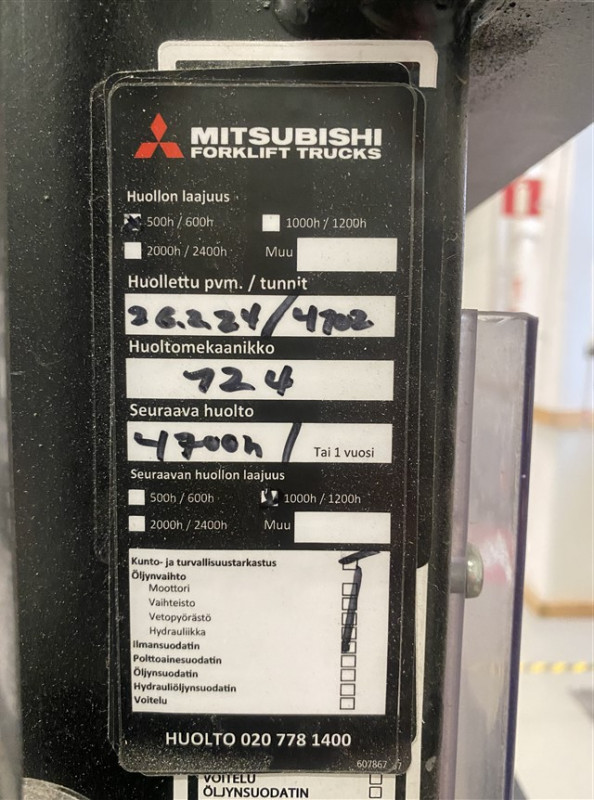 MITSUBISHI
FORKLIFT TRUCKS
Huollon laajuus
500h / 600h 1000h / 1200h
2000h / 2400h Muu
Huollettu pvm. / tunnit
26.2.24 / 4702
Huoltomekaanikko
724
Seuraava huolto
4700h / Tai 1 vuosi
Seuraavan huollon laajuus
500h / 600h 1000h / 1200h
2000h / 2400h Muu
Kunto- ja turvallisuustarkastus
Öljynvaihto
Moottori
Vaihteisto
Vetopyörästö
Hydrauliikka
Ilmansuodatin
Polttoainesuodatin
Öljynsuodatin
Hydrauliöljynsuodatin
Voitelu
HUOLTO 020 778 1400
607867
VOITELU
ÖLJYNSUODATIN